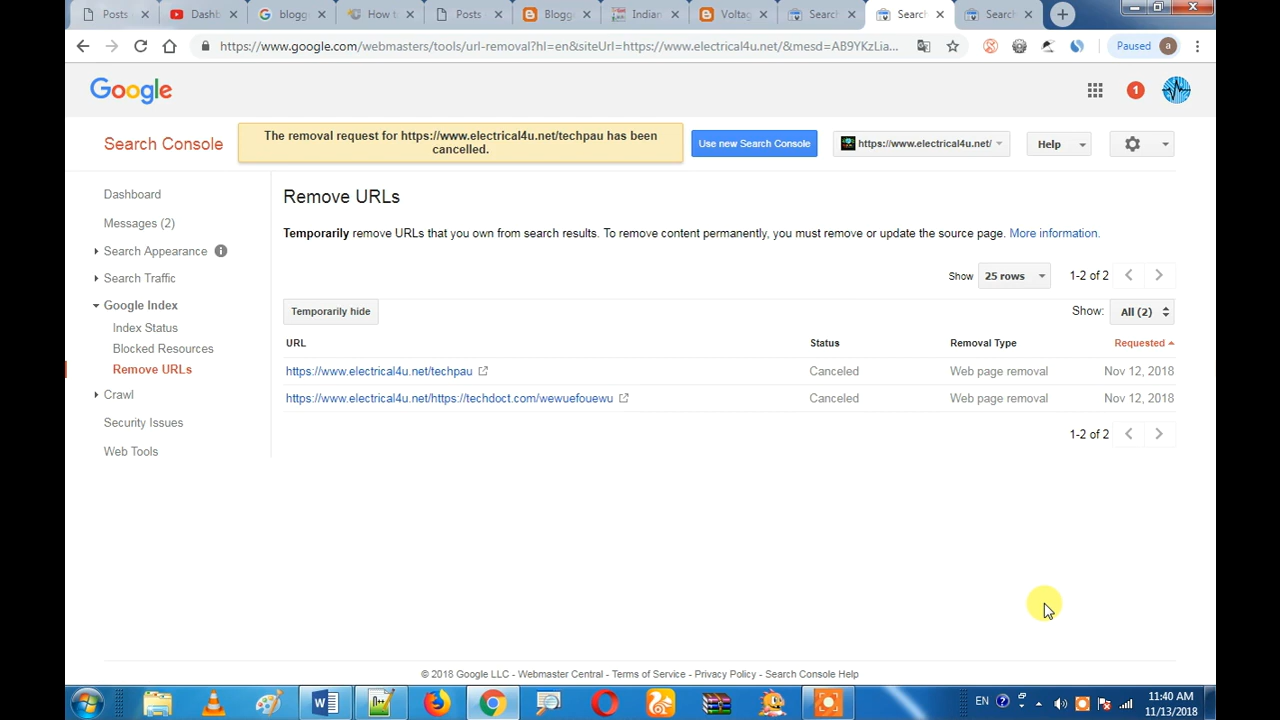 Posts
Dashb
blogg
How t
Posts
Blogge
Indian
Voltag
Search
Search
Search
https://www.google.com/webmasters/tools/url-removal?hl=en&siteUrl=https://www.electrical4u.net/&mesd=AB9YKzLia...
Paused
a
Google
1
Search Console
The removal request for https://www.electrical4u.net/techpau has been
cancelled.
Use new Search Console
https://www.electrical4u.net/
Help
Dashboard
Messages (2)
Search Appearance
Search Traffic
Google Index
Index Status
Blocked Resources
Remove URLs
Crawl
Security Issues
Web Tools
Remove URLs
Temporarily remove URLs that you own from search results. To remove content permanently, you must remove or update the source page. More information.
Show 25 rows 1-2 of 2
Temporarily hide
Show: All (2)
URL Status Removal Type Requested
https://www.electrical4u.net/techpau Canceled Web page removal Nov 12, 2018
https://www.electrical4u.net/https://techdoct.com/wewuefouewu Canceled Web page removal Nov 12, 2018
1-2 of 2
© 2018 Google LLC - Webmaster Central - Terms of Service - Privacy Policy - Search Console Help
EN
11:40 AM
11/13/2018